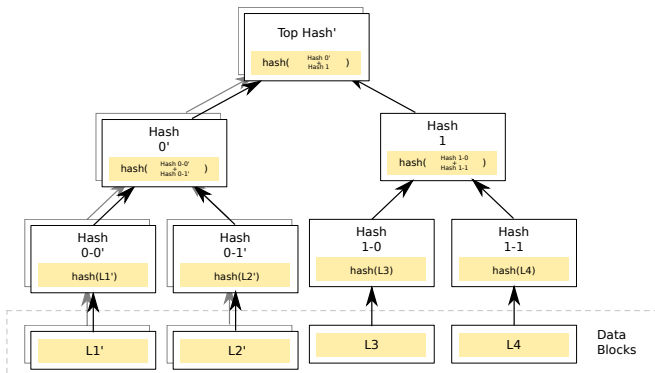 Top Hash'
hash( Hash 0' + Hash 1 )
Hash
0'
hash( Hash 0-0' + Hash 0-1' )
Hash
1
hash( Hash 1-0 + Hash 1-1 )
Hash
0-0'
hash(L1')
Hash
0-1'
hash(L2')
Hash
1-0
hash(L3)
Hash
1-1
hash(L4)
L1'
L2'
L3
L4
Data
Blocks